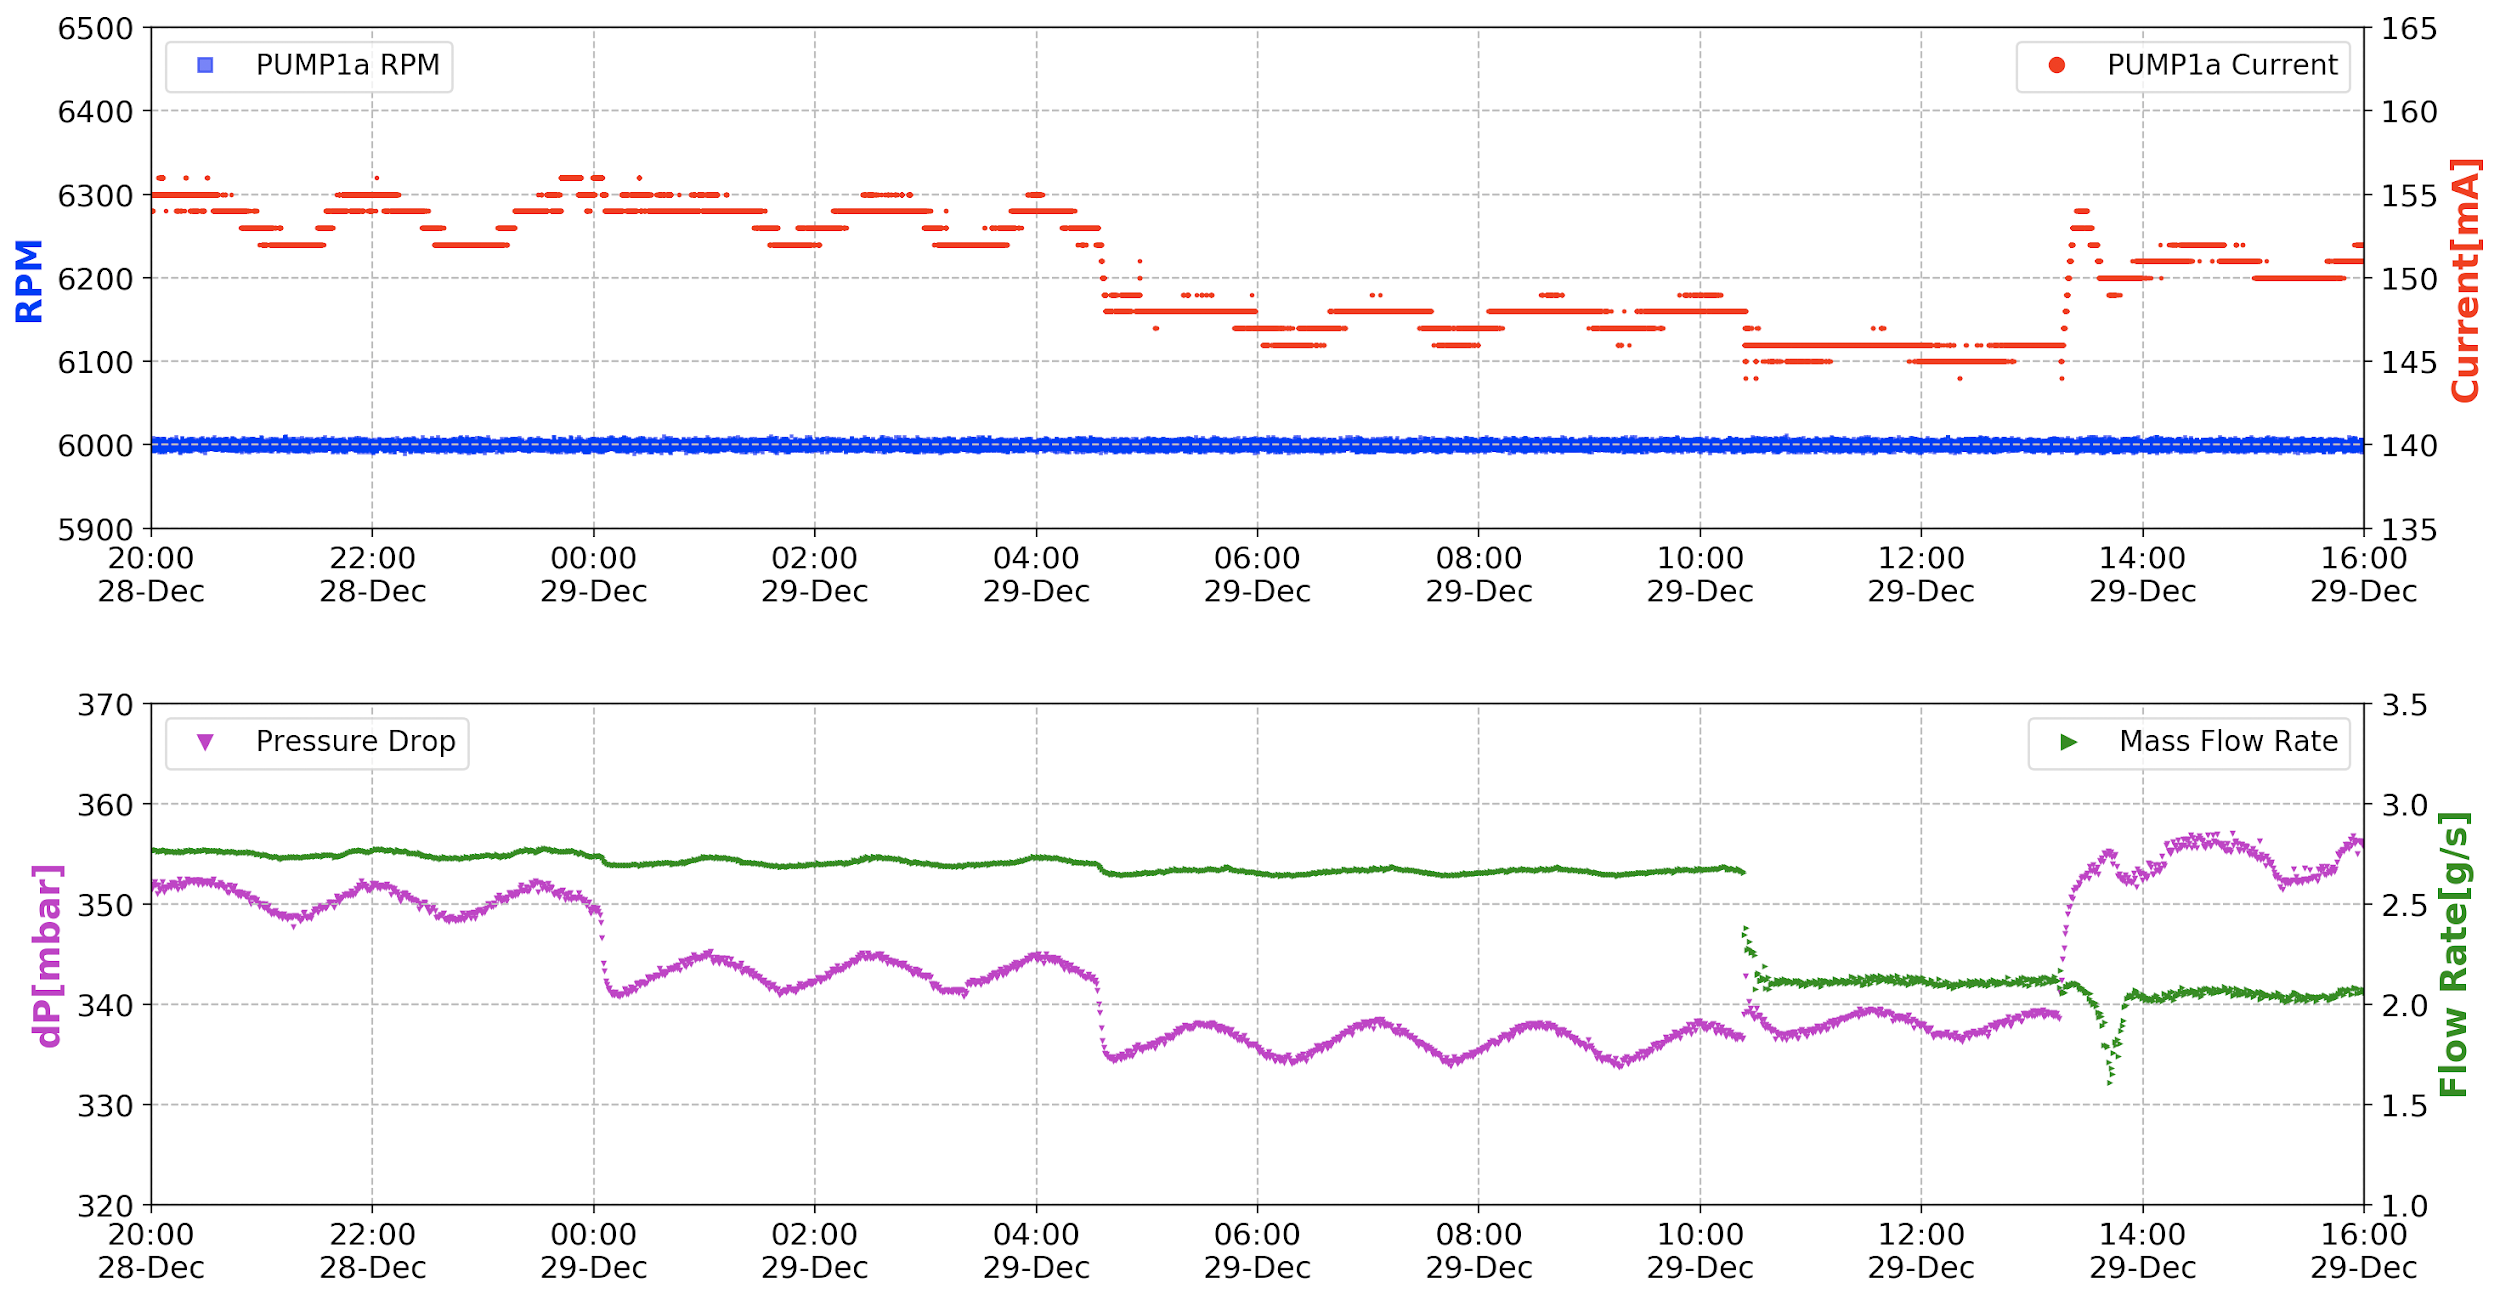 6500
6400
6300
6200
6100
6000
5900
RPM
PUMP1a RPM
PUMP1a Current
165
160
155
150
145
140
135
Current[mA]
20:00 22:00 00:00 02:00 04:00 06:00 08:00 10:00 12:00 14:00 16:00
28-Dec 28-Dec 29-Dec 29-Dec 29-Dec 29-Dec 29-Dec 29-Dec 29-Dec 29-Dec 29-Dec
370
360
350
340
330
320
dP[mbar]
Pressure Drop
Mass Flow Rate
3.5
3.0
2.5
2.0
1.5
1.0
Flow Rate[g/s]
20:00 22:00 00:00 02:00 04:00 06:00 08:00 10:00 12:00 14:00 16:00
28-Dec 28-Dec 29-Dec 29-Dec 29-Dec 29-Dec 29-Dec 29-Dec 29-Dec 29-Dec 29-Dec